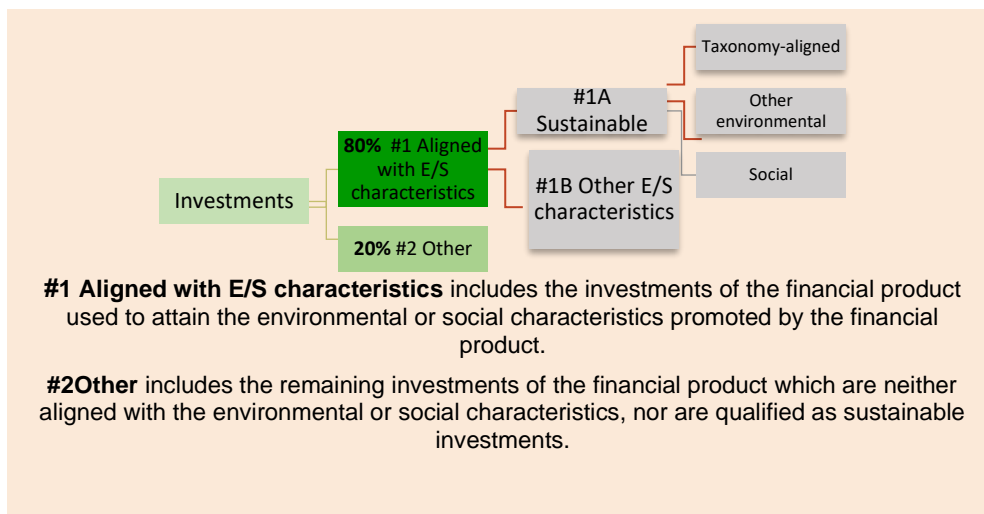 Taxonomy-aligned
#1A
Sustainable
Other
environmental
80% #1 Aligned
with E/S
characteristics
Social
#1B Other E/S
characteristics
Investments
20% #2 Other
#1 Aligned with E/S characteristics includes the investments of the financial product
used to attain the environmental or social characteristics promoted by the financial
product.
#2Other includes the remaining investments of the financial product which are neither
aligned with the environmental or social characteristics, nor are qualified as sustainable
investments.